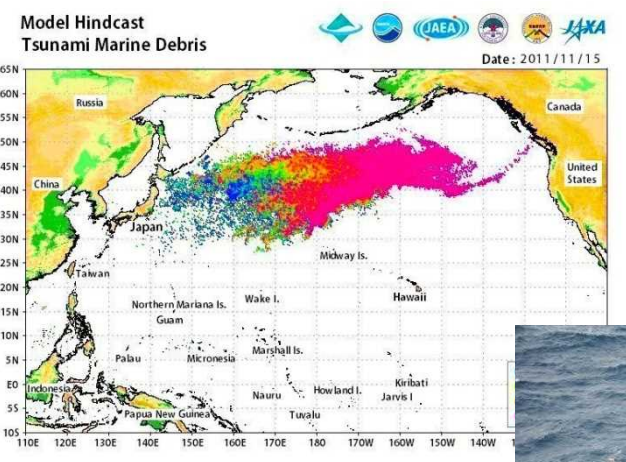 Model Hindcast
Tsunami Marine Debris
JAEA
JAXA
Date: 2011/11/15
65N
60N
55N
50N
45N
40N
35N
30N
25N
20N
15N
10N
5N
EO
5S
10S
Russia
Canada
China
United
States
Japan
Midway Is.
Taiwan
Hawaii
Northern Mariana Is.
Wake I.
Guam
Marshall Is.
Palau
Micronesia
Indonesia
Nauru
Howland I.
Kiribati
Jarvis I
Papua New Guinea
Tuvalu
110E 120E 130E 140E 150E 160E 170E 180 170W 160W 150W 140W